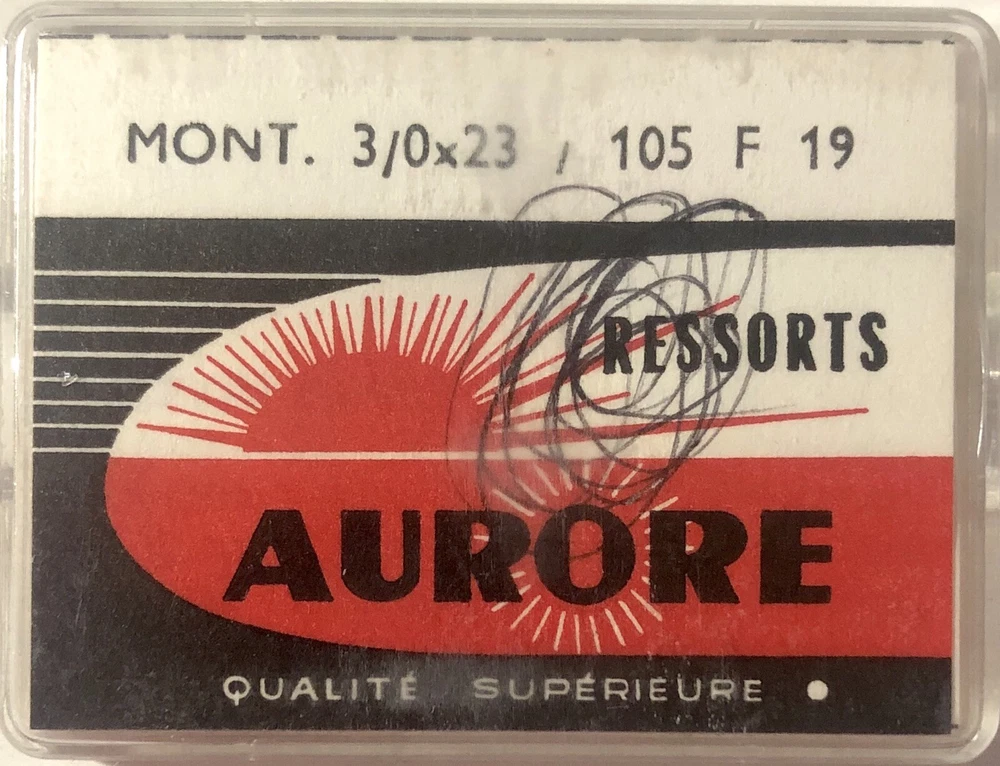 MONT. 3/0x23 / 105 F 19
RESSORTS
AURORE
QUALITÉ SUPÉRIEURE